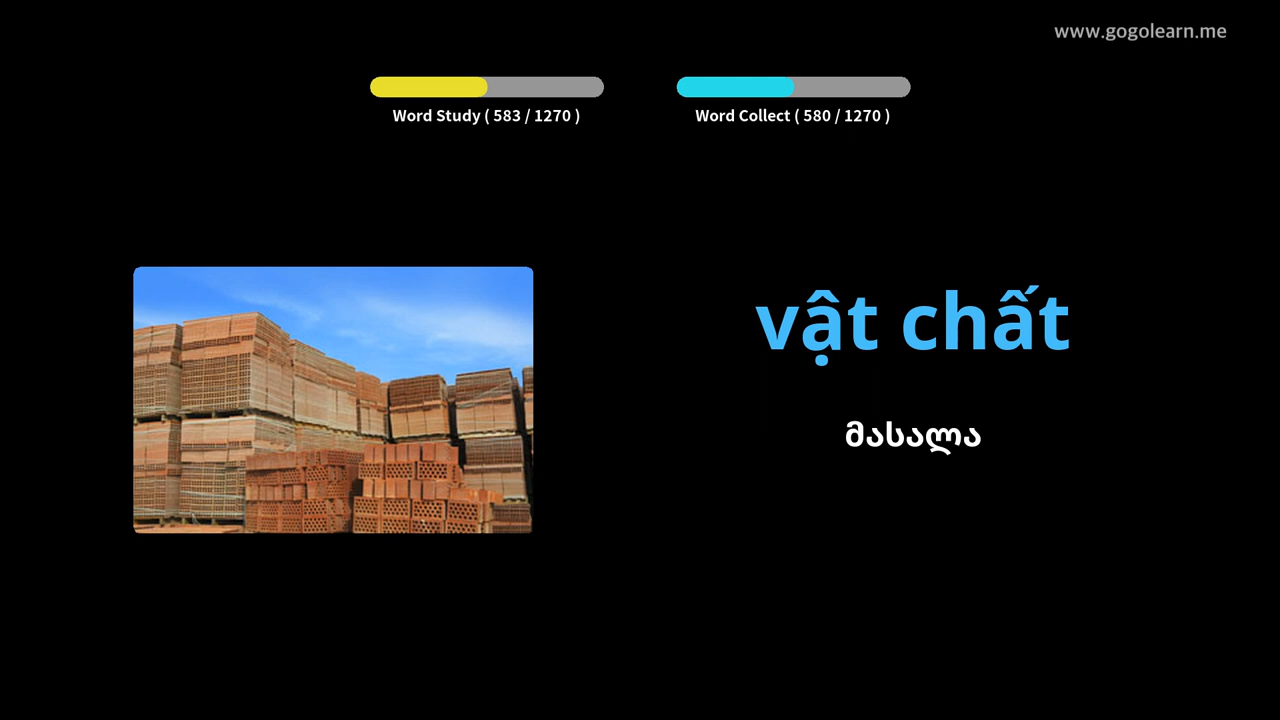 www.gogolearn.me
Word Study ( 583 / 1270 )
Word Collect ( 580 / 1270 )
vật chất
მასალა